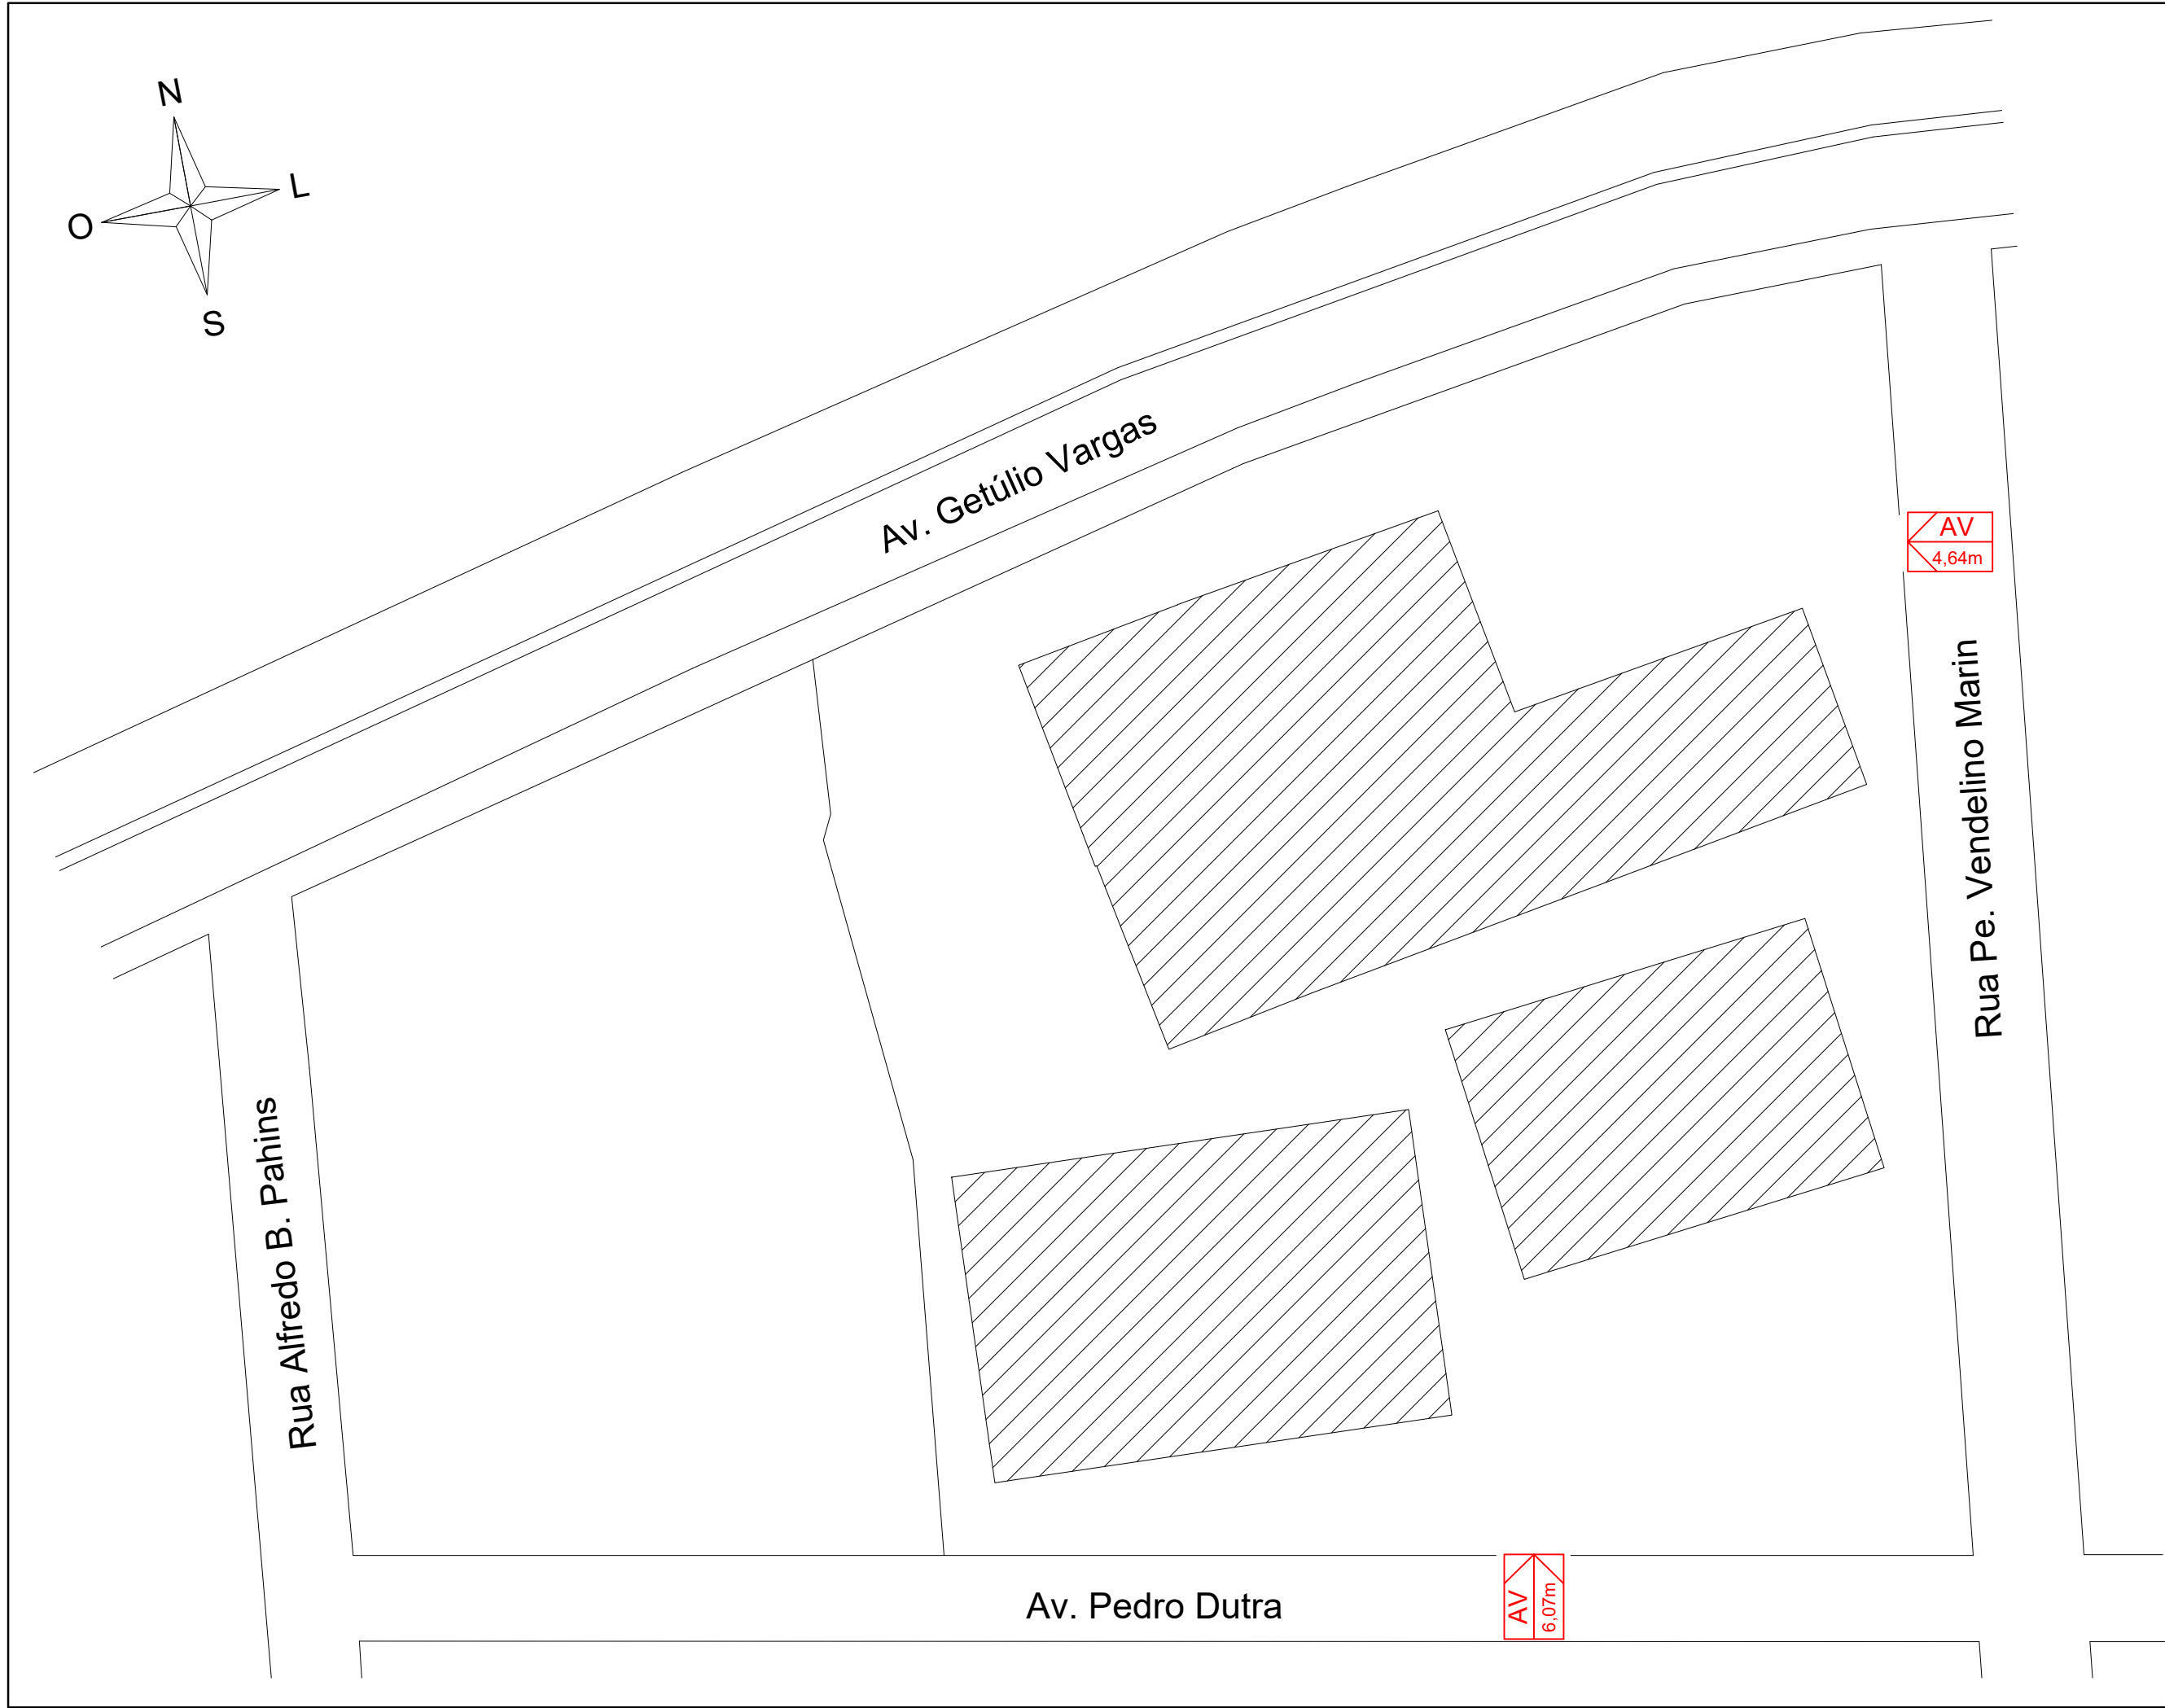 N
L
O
S
Av. Getúlio Vargas
AV
4,64m
Rua Pe. Vendelino Marin
Rua Alfredo B. Pahins
Av. Pedro Dutra
AV
6,07m